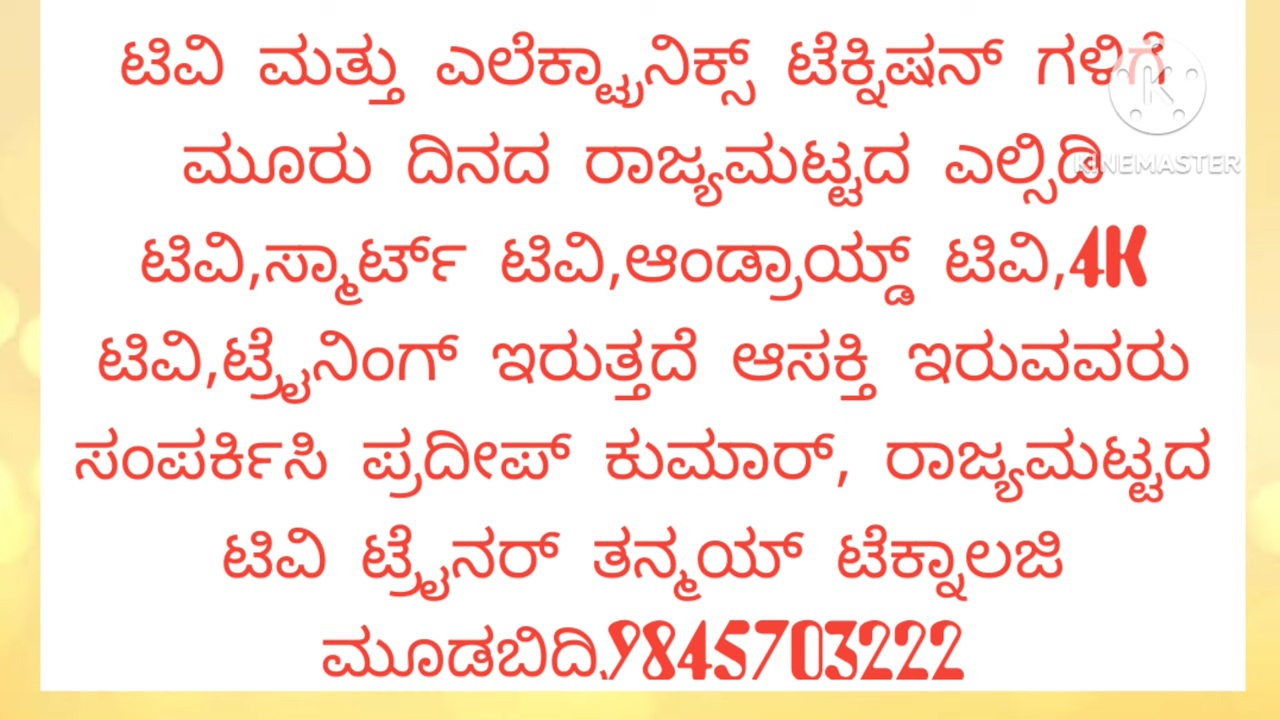 ಟಿವಿ ಮತ್ತು ಎಲೆಕ್ಟ್ರಾನಿಕ್ಸ್ ಟೆಕ್ನಿಷನ್ ಗಳಿಗೆ
ಮೂರು ದಿನದ ರಾಜ್ಯಮಟ್ಟದ ಎಲ್ಸಿಡಿ
KINEMASTER
ಟಿವಿ,ಸ್ಮಾರ್ಟ್ ಟಿವಿ,ಆಂಡ್ರಾಯ್ಡ್ ಟಿವಿ,4K
ಟಿವಿ,ಟ್ರೈನಿಂಗ್ ಇರುತ್ತದೆ ಆಸಕ್ತಿ ಇರುವವರು
ಸಂಪರ್ಕಿಸಿ ಪ್ರದೀಪ್ ಕುಮಾರ್, ರಾಜ್ಯಮಟ್ಟದ
ಟಿವಿ ಟ್ರೈನರ್ ತನ್ಮಯ್ ಟೆಕ್ನಾಲಜಿ
ಮೂಡಬಿದಿ.9845703222